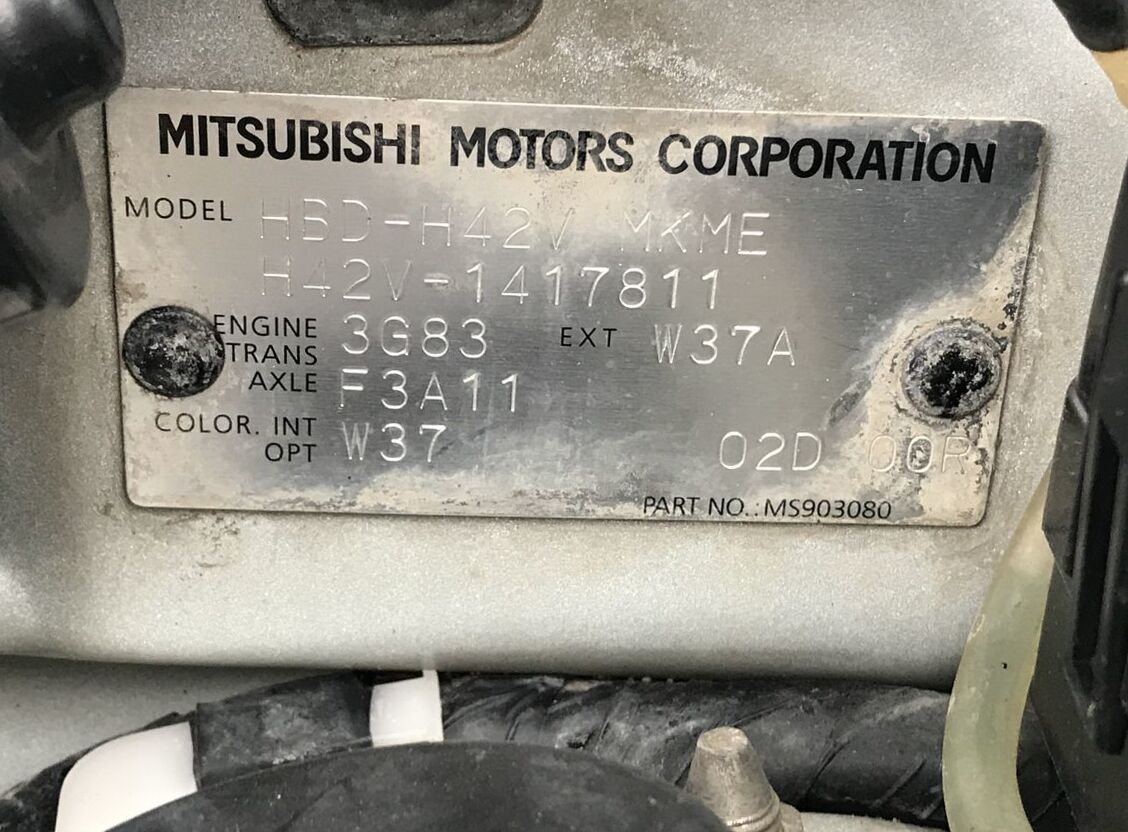 MITSUBISHI MOTORS CORPORATION
MODEL HBD-H42V MKME
H42V-1417811
ENGINE 3G83 EXT W37A
TRANS
AXLE F3A11
COLOR. INT
OPT W37 02D 00R
PART NO.: MS903080